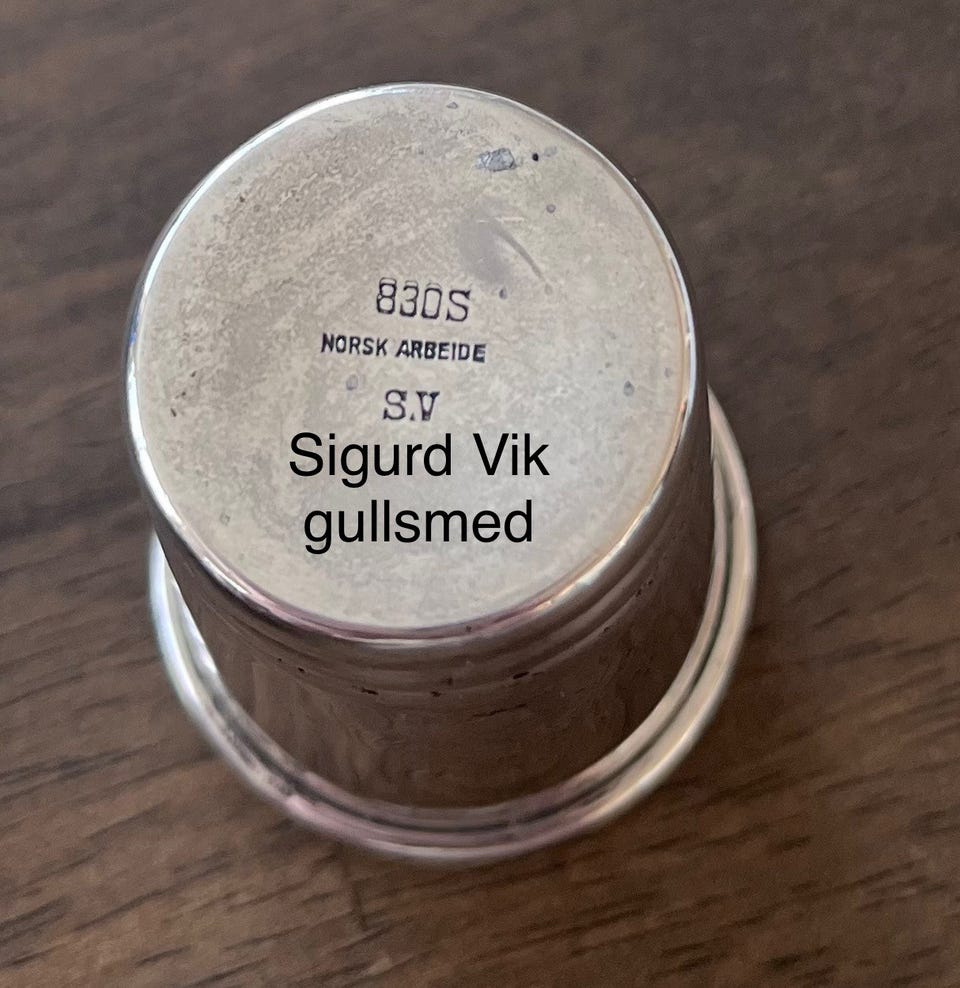 830S
NORSK ARBEIDE
S.V
Sigurd Vik
gullsmed